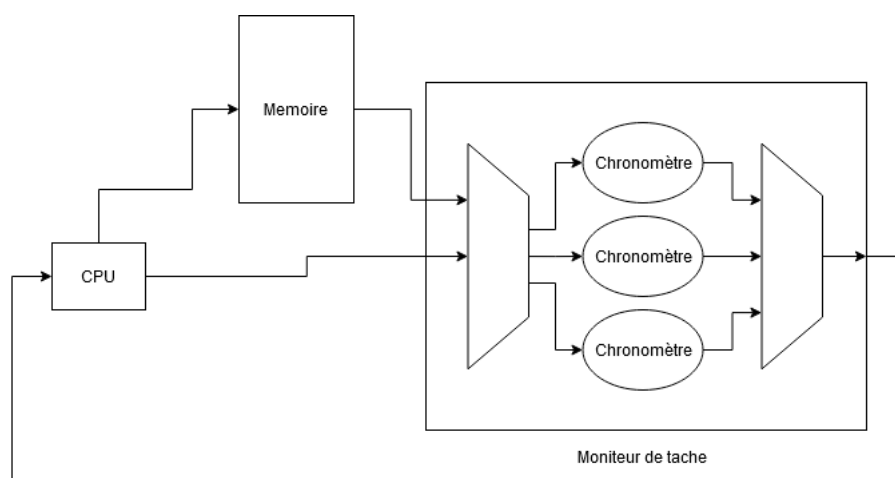 Memoire
Chronomètre
CPU
Chronomètre
Chronomètre
Moniteur de tache